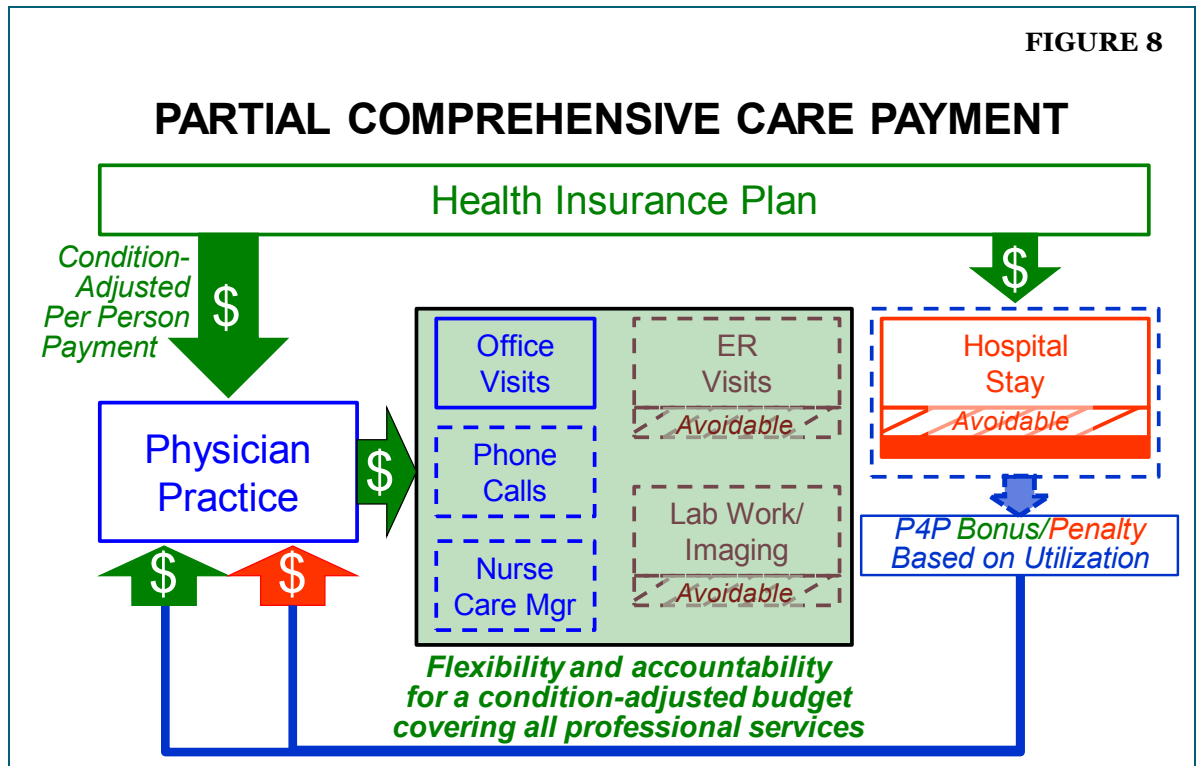 FIGURE 8
PARTIAL COMPREHENSIVE CARE PAYMENT
Health Insurance Plan
Condition-
Adjusted
Per Person
Payment
$
$
Physician
Practice
$
Office
Visits
Phone
Calls
Nurse
Care Mgr
ER
Visits
Avoidable
Lab Work/
Imaging
Avoidable
Hospital
Stay
Avoidable
P4P Bonus/Penalty
Based on Utilization
$
$
Flexibility and accountability
for a condition-adjusted budget
covering all professional services